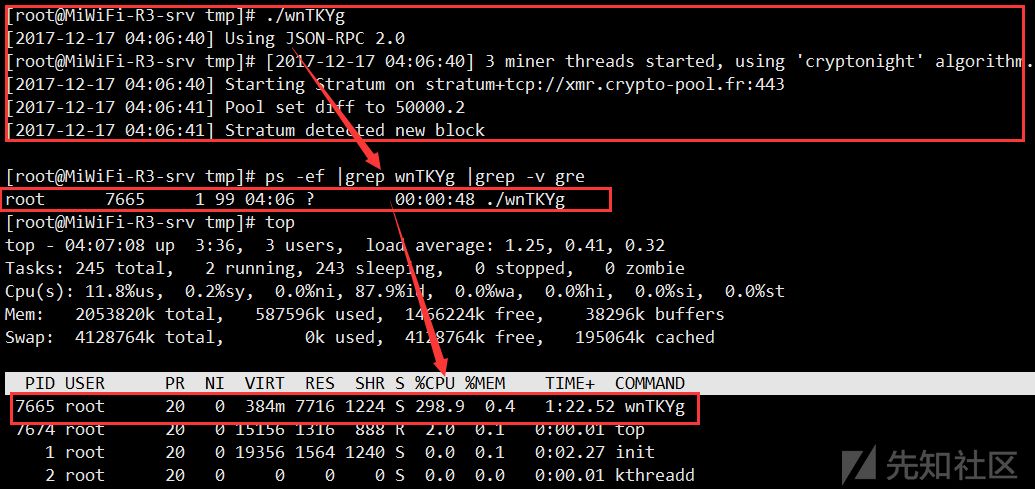 [root@MiWiFi-R3-srv tmp]# ./wnTKYg
[2017-12-17 04:06:40] Using JSON-RPC 2.0
[root@MiWiFi-R3-srv tmp]# [2017-12-17 04:06:40] 3 miner threads started, using 'cryptonight' algorithm.
[2017-12-17 04:06:40] Starting Stratum on stratum+tcp://xmr.crypto-pool.fr:443
[2017-12-17 04:06:41] Pool set diff to 50000.2
[2017-12-17 04:06:41] Stratum detected new block
[root@MiWiFi-R3-srv tmp]# ps -ef |grep wnTKYg |grep -v gre
root 7665 1 99 04:06 ? 00:00:48 ./wnTKYg
[root@MiWiFi-R3-srv tmp]# top
top - 04:07:08 up 3:36, 3 users, load average: 1.25, 0.41, 0.32
Tasks: 245 total, 2 running, 243 sleeping, 0 stopped, 0 zombie
Cpu(s): 11.8%us, 0.2%sy, 0.0%ni, 87.9%id, 0.0%wa, 0.0%hi, 0.0%si, 0.0%st
Mem: 2053820k total, 587596k used, 1466224k free, 38296k buffers
Swap: 4128764k total, 0k used, 4128764k free, 195064k cached
PID USER PR NI VIRT RES SHR S %CPU %MEM TIME+ COMMAND
7665 root 20 0 384m 7716 1224 S 298.9 0.4 1:22.52 wnTKYg
7674 root 20 0 15156 1316 888 R 2.0 0.1 0:00.01 top
1 root 20 0 19356 1564 1240 S 0.0 0.1 0:02.27 init
2 root 20 0 0 0 0 S 0.0 0.0 0:00.01 kthreadd
先知社区